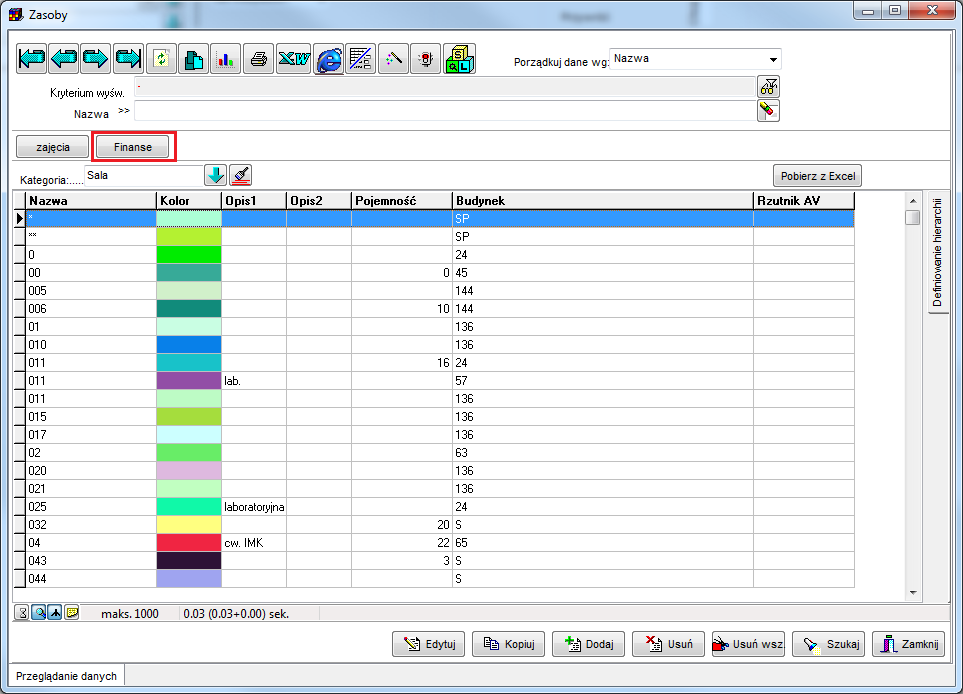 Zasoby
Porządkuj dane wg: Nazwa
Kryterium wyśw.
Nazwa >>
zajęcia Finanse
Kategoria:..... Sala Pobierz z Excel
Nazwa Kolor Opis1 Opis2 Pojemność Budynek Rzutnik AV
* SP
** SP
0 24
00 0 45
005 144
006 10 144
01 136
010 136
011 16 24
011 lab. 57
011 136
015 136
017 136
02 63
020 136
021 136
025 laboratoryjna 24
032 20 S
04 cw. IMK 22 65
043 3 S
044 S
Definiowanie hierarchii
maks. 1000 0.03 (0.03+0.00) sek.
Edytuj Kopiuj Dodaj Usuń Usuń wsz Szukaj Zamknij
Przeglądanie danych